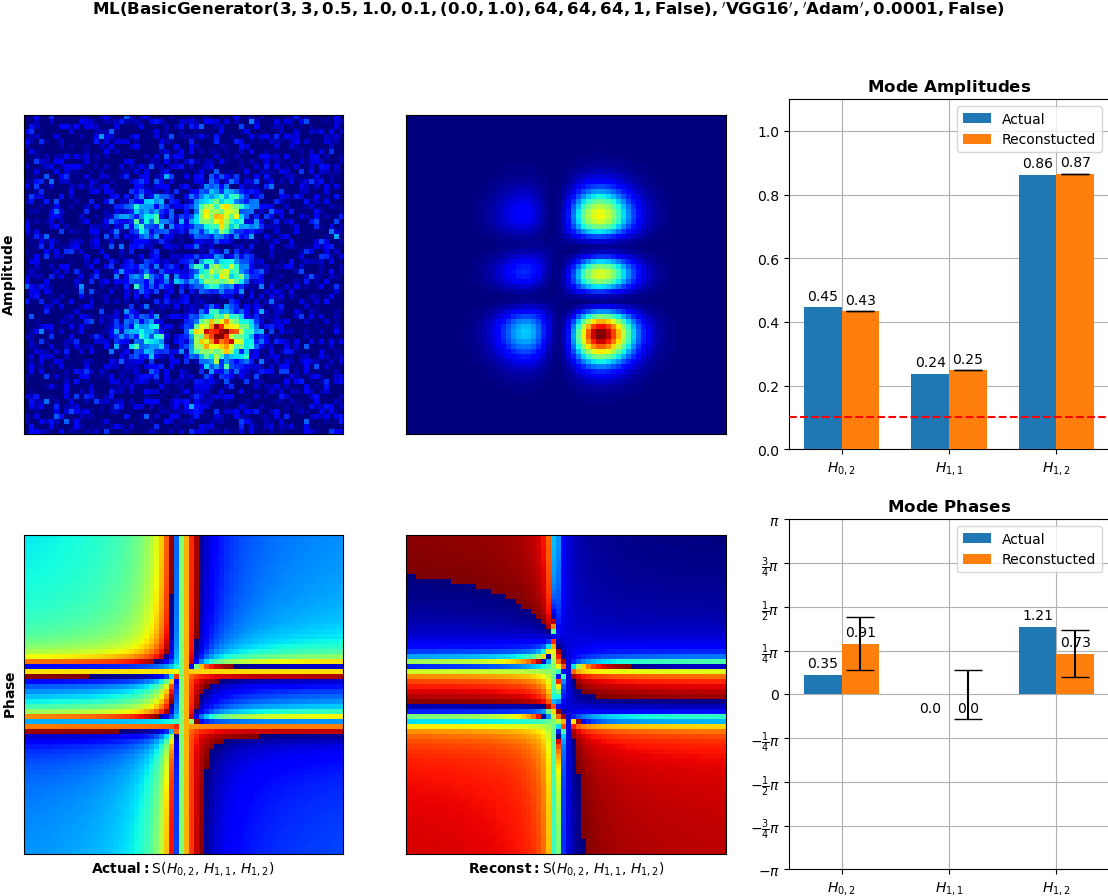 ML(BasicGenerator(3, 3, 0.5, 1.0, 0.1, (0.0, 1.0), 64, 64, 64, 1, False), ′VGG16′, ′Adam′, 0.0001, False)
Amplitude
Mode Amplitudes
Actual
Reconstucted
1.0
0.8
0.6
0.4
0.2
0.0
0.45
0.43
0.24
0.25
0.86
0.87
H0, 2
H1, 1
H1, 2
Phase
Actual: S(H0, 2, H1, 1, H1, 2)
Reconst: S(H0, 2, H1, 1, H1, 2)
Mode Phases
Actual
Reconstucted
π
3/4π
1/2π
1/4π
0
−1/4π
−1/2π
−3/4π
−π
0.35
0.91
0.0
0.0
1.21
0.73
H0, 2
H1, 1
H1, 2